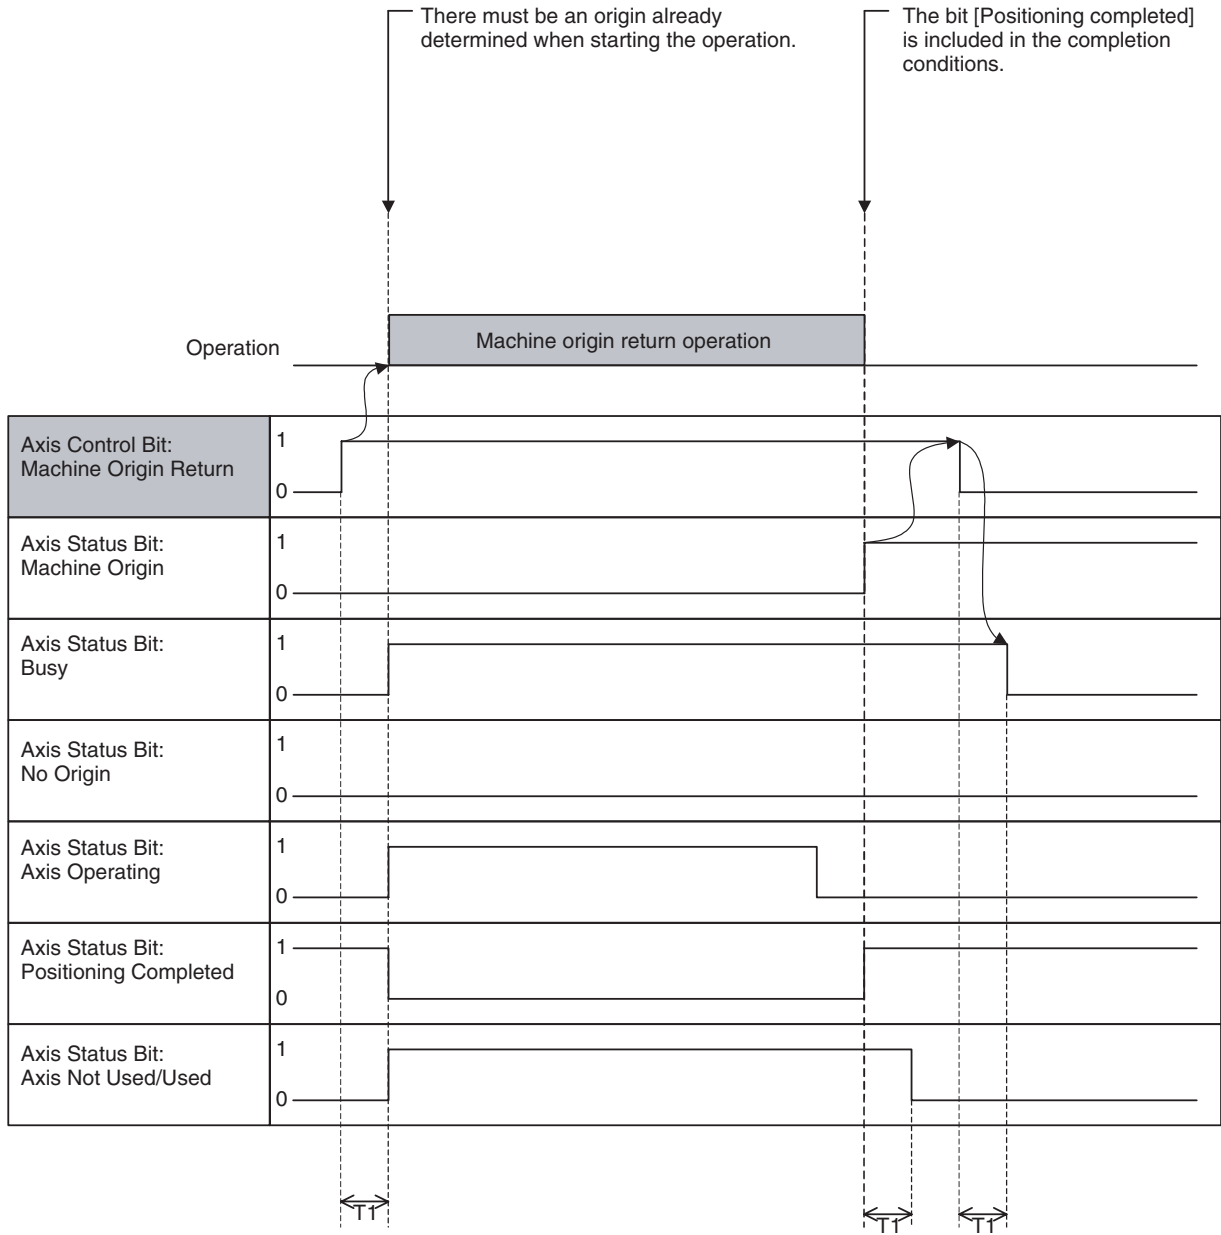 There must be an origin already
determined when starting the operation.
The bit [Positioning completed]
is included in the completion
conditions.
Operation
Machine origin return operation
Axis Control Bit:
Machine Origin Return
1
0
Axis Status Bit:
Machine Origin
1
0
Axis Status Bit:
Busy
1
0
Axis Status Bit:
No Origin
1
0
Axis Status Bit:
Axis Operating
1
0
Axis Status Bit:
Positioning Completed
1
0
Axis Status Bit:
Axis Not Used/Used
1
0
T1
T1
T1